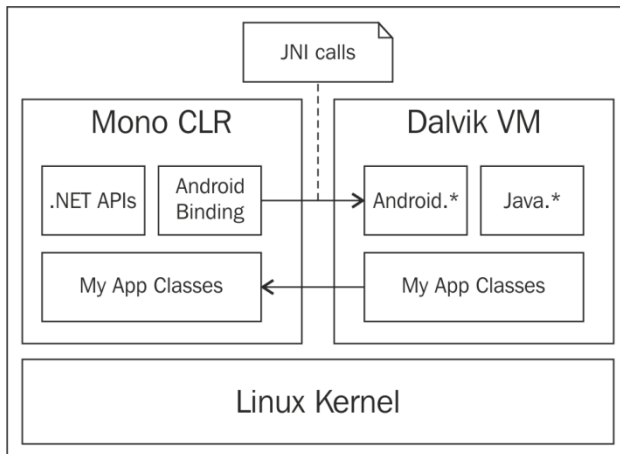 JNI calls
Mono CLR
Dalvik VM
.NET APIs
Android
Binding
Android.*
Java.*
My App Classes
My App Classes
Linux Kernel